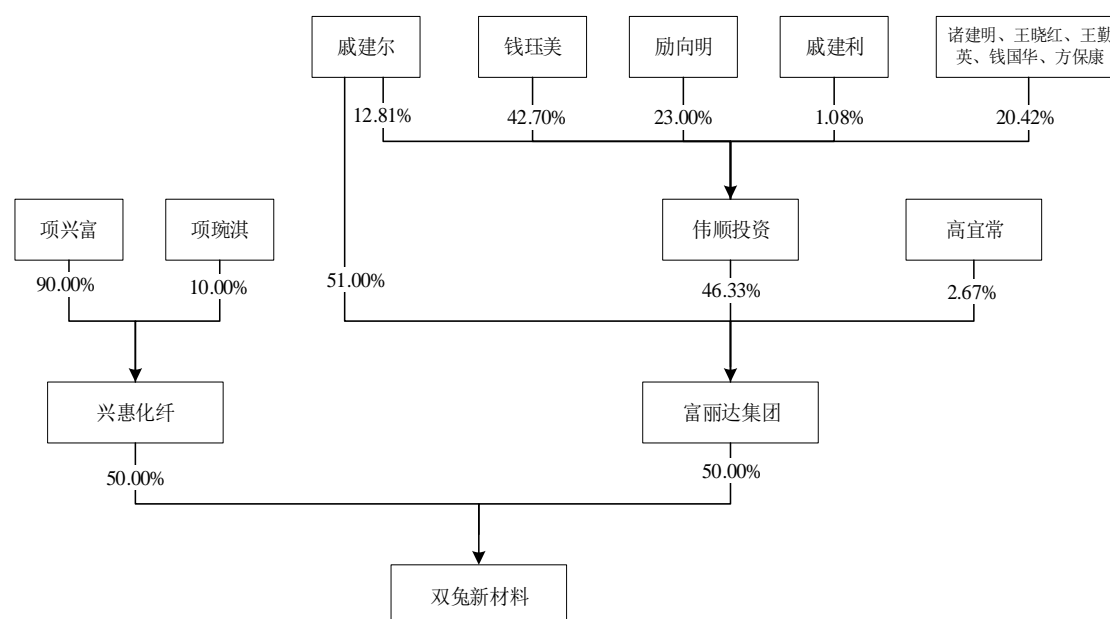 戚建尔
钱珏美
励向明
戚建利
诸建明、王晓红、王勤
英、钱国华、方保康
12.81%
42.70%
23.00%
1.08%
20.42%
项兴富
项琬淇
伟顺投资
高宜常
90.00%
10.00%
51.00%
46.33%
2.67%
兴惠化纤
富丽达集团
50.00%
50.00%
双兔新材料